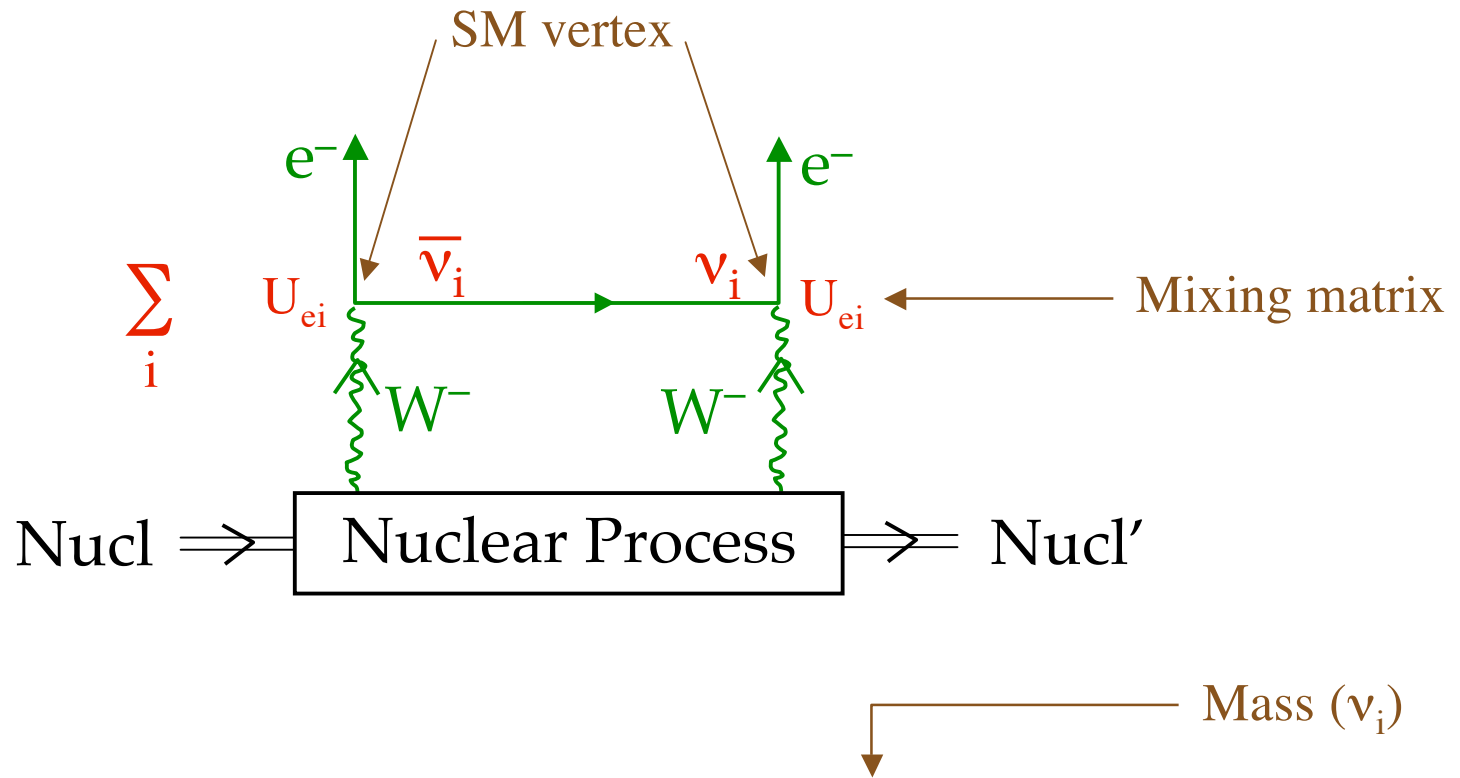 SM vertex
e⁻ e⁻
ν̅ᵢ νᵢ
∑ᵢ Uₑᵢ Uₑᵢ Mixing matrix
W⁻ W⁻
Nucl Nuclear Process Nucl’
Mass (νᵢ)